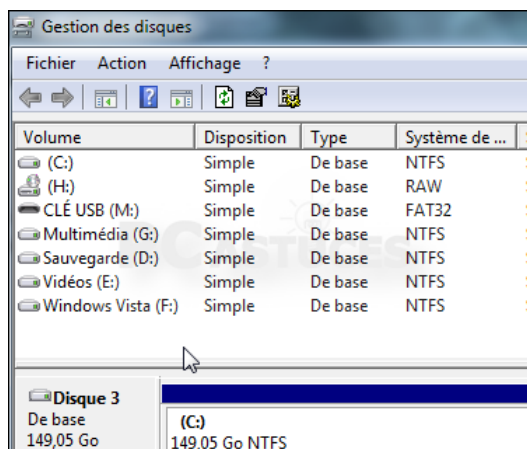 Gestion des disques
Fichier Action Affichage ?
Volume Disposition Type Système de ...
(C:) Simple De base NTFS
(H:) Simple De base RAW
CLÉ USB (M:) Simple De base FAT32
Multimédia (G:) Simple De base NTFS
Sauvegarde (D:) Simple De base NTFS
Vidéos (E:) Simple De base NTFS
Windows Vista (F:) Simple De base NTFS
PC ASTUCES
Disque 3
De base
149,05 Go
(C:)
149,05 Go NTFS